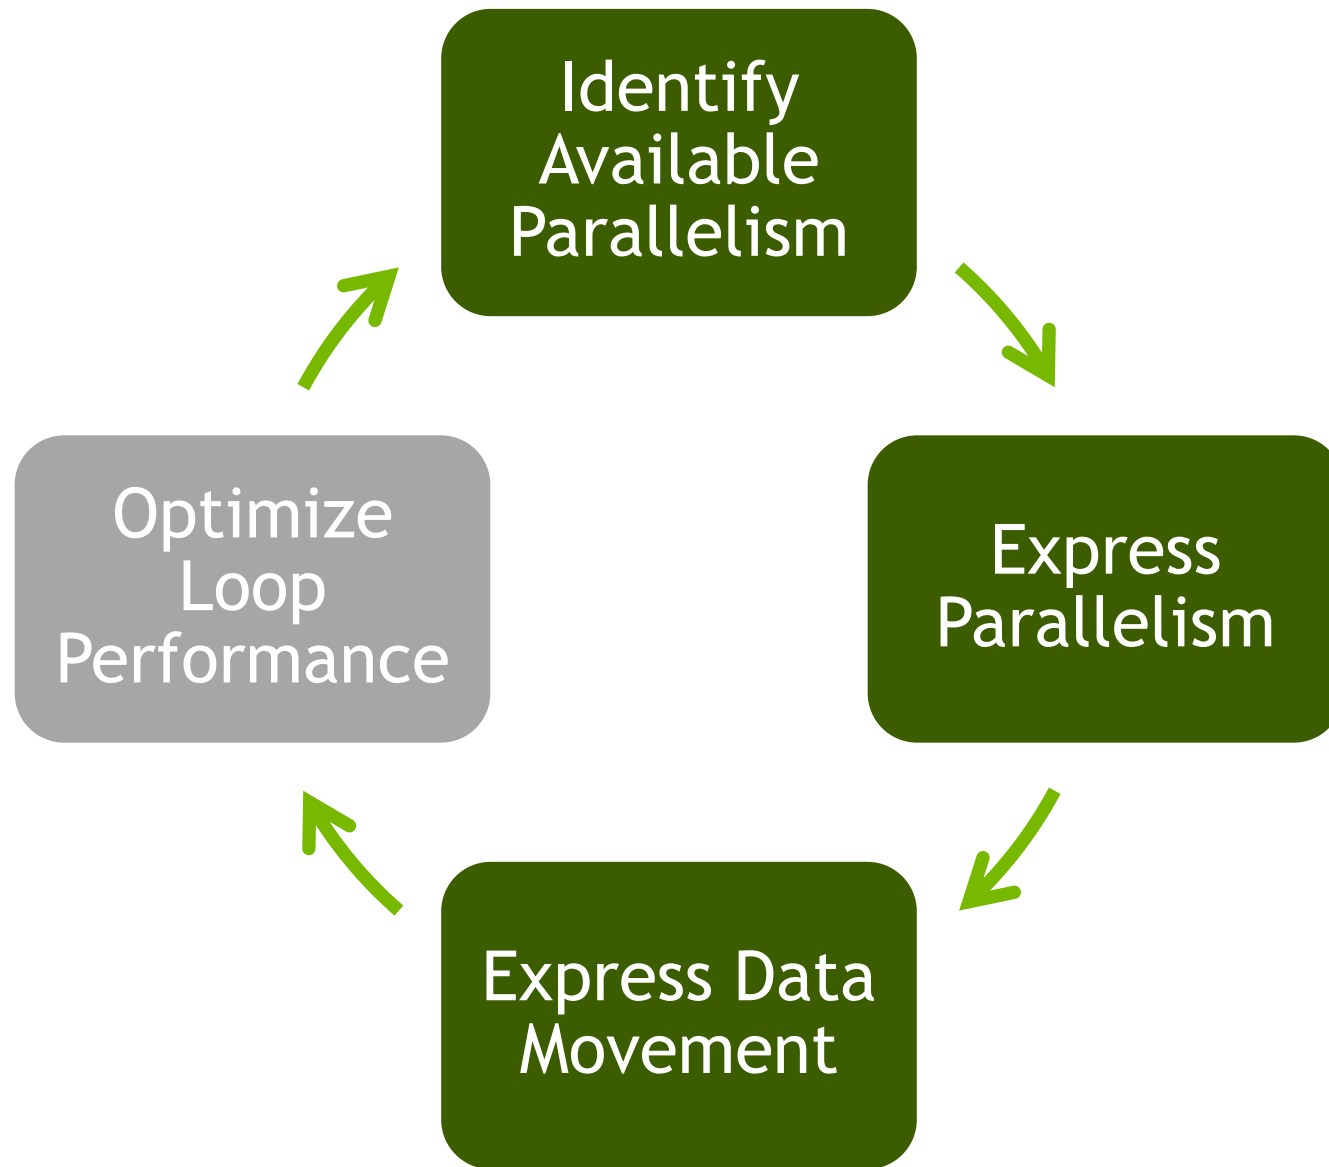 Identify
Available
Parallelism
Express
Parallelism
Express Data
Movement
Optimize
Loop
Performance